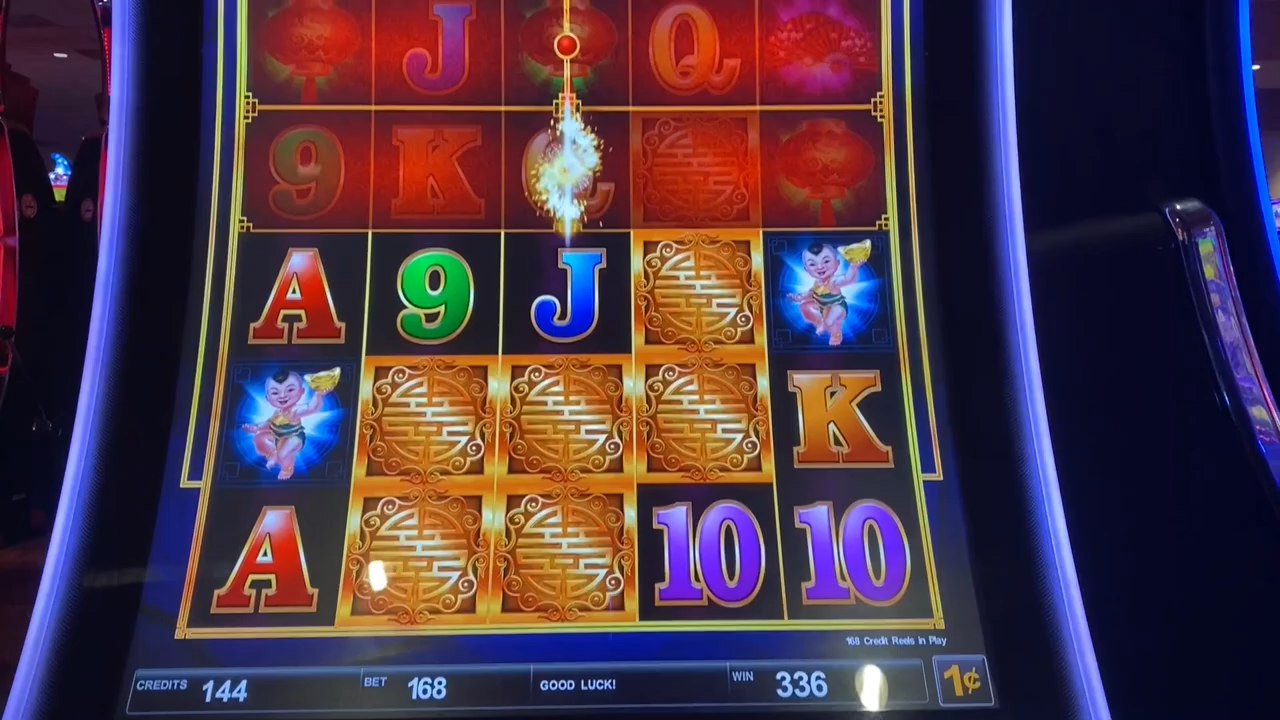 J Q
9 K Q
A 9 J
K
A 10 10
168 Credit Reels in Play
CREDITS 144 BET 168 GOOD LUCK! WIN 336 1¢